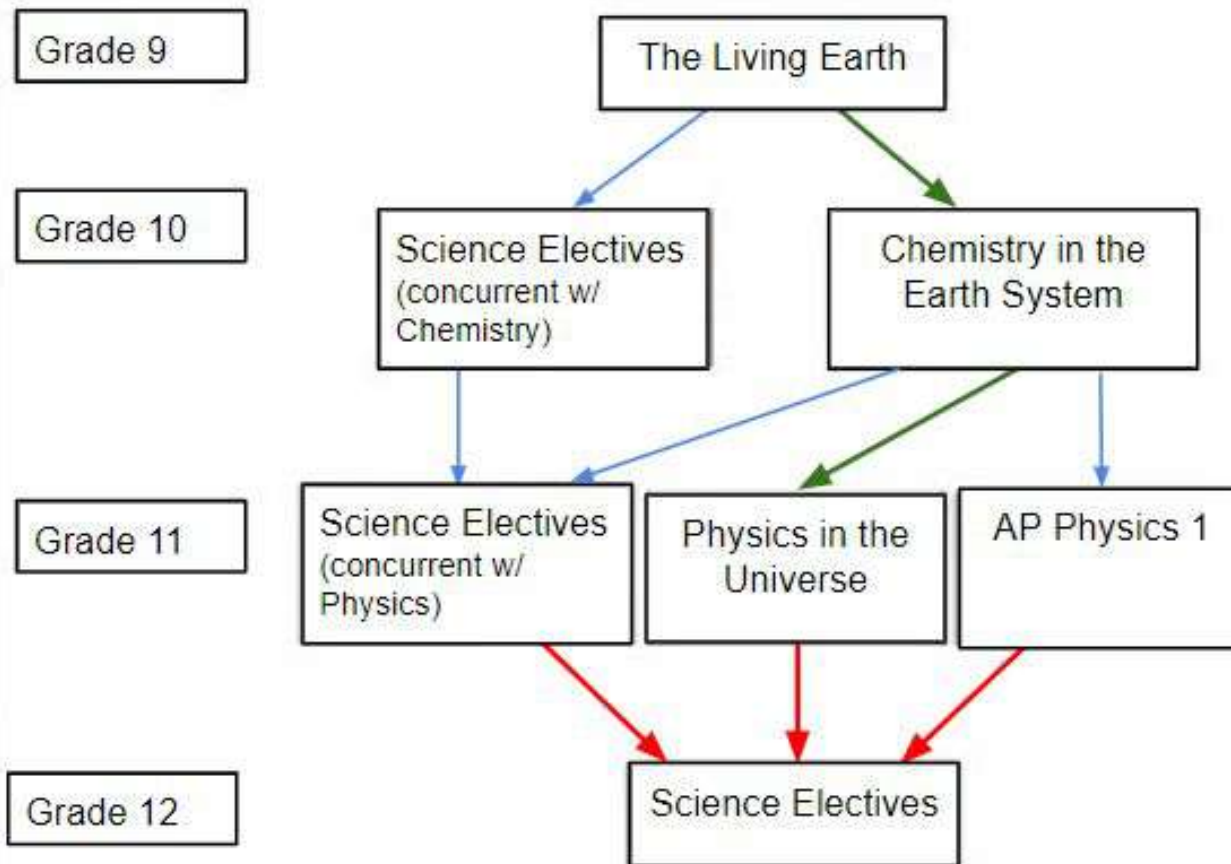 Grade 9
The Living Earth
Grade 10
Science Electives
(concurrent w/
Chemistry)
Chemistry in the
Earth System
Grade 11
Science Electives
(concurrent w/
Physics)
Physics in the
Universe
AP Physics 1
Grade 12
Science Electives